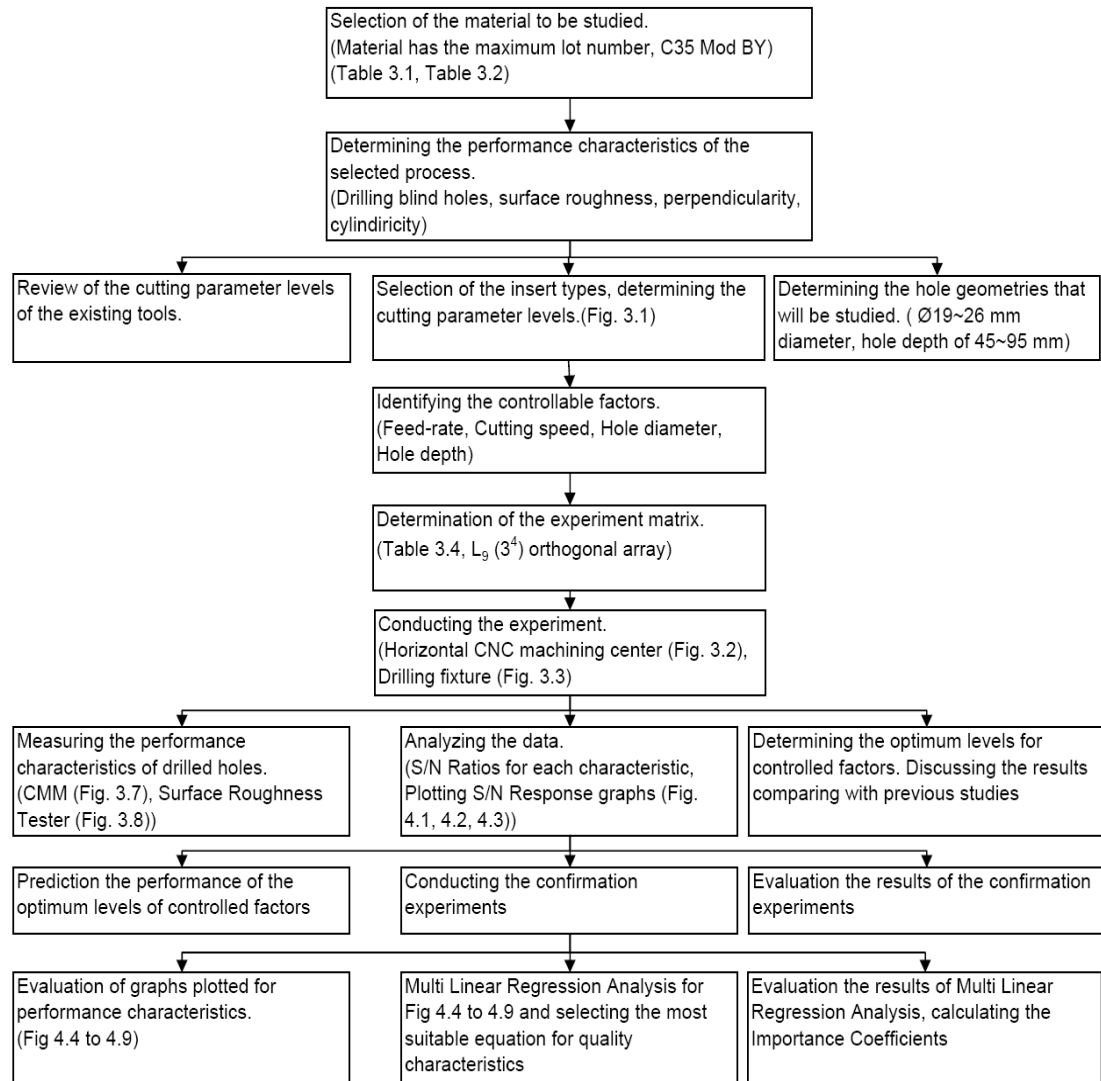 Selection of the material to be studied.
(Material has the maximum lot number, C35 Mod BY)
(Table 3.1, Table 3.2)
Determining the performance characteristics of the
selected process.
(Drilling blind holes, surface roughness, perpendicularity,
cylindiricity)
Review of the cutting parameter levels
of the existing tools.
Selection of the insert types, determining the
cutting parameter levels.(Fig. 3.1)
Determining the hole geometries that
will be studied. ( Ø19~26 mm
diameter, hole depth of 45~95 mm)
Identifying the controllable factors.
(Feed-rate, Cutting speed, Hole diameter,
Hole depth)
Determination of the experiment matrix.
(Table 3.4, L₉ (3⁴) orthogonal array)
Conducting the experiment.
(Horizontal CNC machining center (Fig. 3.2),
Drilling fixture (Fig. 3.3)
Measuring the performance
characteristics of drilled holes.
(CMM (Fig. 3.7), Surface Roughness
Tester (Fig. 3.8))
Analyzing the data.
(S/N Ratios for each characteristic,
Plotting S/N Response graphs (Fig.
4.1, 4.2, 4.3))
Determining the optimum levels for
controlled factors. Discussing the results
comparing with previous studies
Prediction the performance of the
optimum levels of controlled factors
Conducting the confirmation
experiments
Evaluation the results of the confirmation
experiments
Evaluation of graphs plotted for
performance characteristics.
(Fig 4.4 to 4.9)
Multi Linear Regression Analysis for
Fig 4.4 to 4.9 and selecting the most
suitable equation for quality
characteristics
Evaluation the results of Multi Linear
Regression Analysis, calculating the
Importance Coefficients